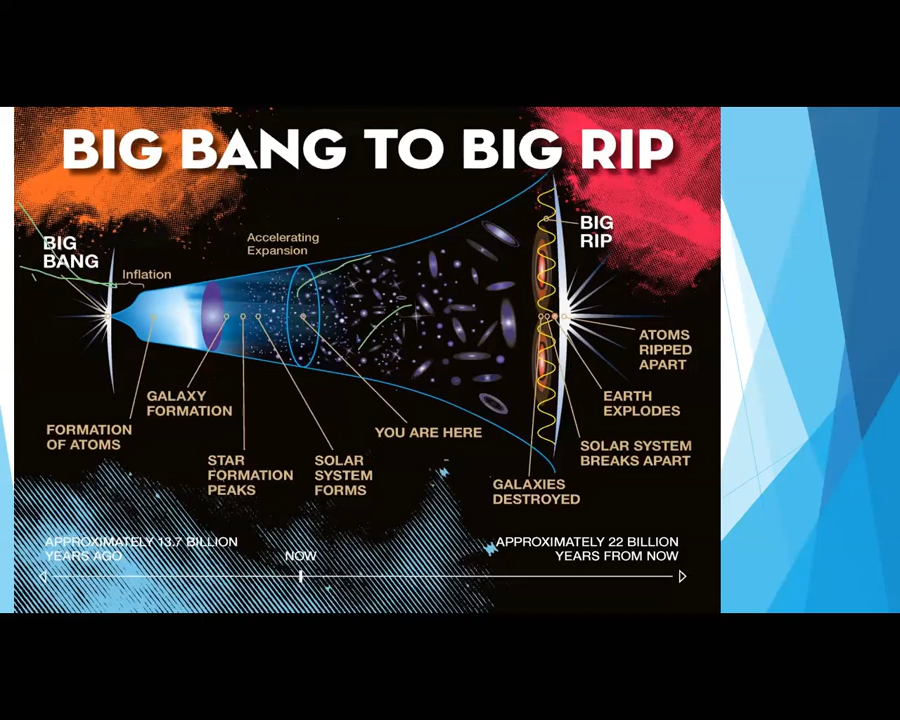 BIG BANG TO BIG RIP
BIG
BANG
Inflation
Accelerating
Expansion
BIG
RIP
ATOMS
RIPPED
APART
EARTH
EXPLODES
SOLAR SYSTEM
BREAKS APART
GALAXIES
DESTROYED
YOU ARE HERE
SOLAR
SYSTEM
FORMS
STAR
FORMATION
PEAKS
GALAXY
FORMATION
FORMATION
OF ATOMS
APPROXIMATELY 13.7 BILLION
YEARS AGO
NOW
APPROXIMATELY 22 BILLION
YEARS FROM NOW